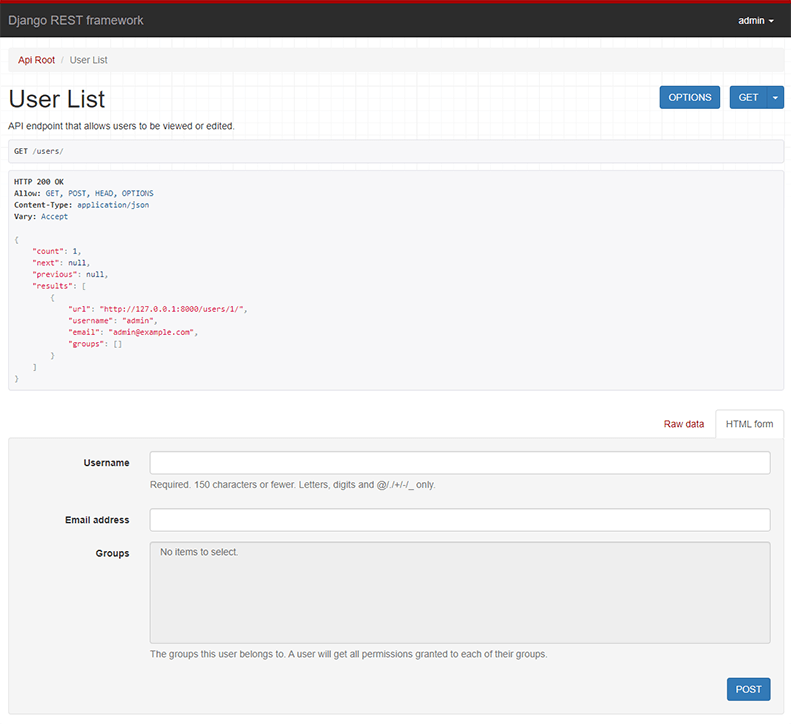 Django REST framework
admin
Api Root / User List
User List
OPTIONS
GET
API endpoint that allows users to be viewed or edited.
GET /users/
HTTP 200 OK
Allow: GET, POST, HEAD, OPTIONS
Content-Type: application/json
Vary: Accept
{
    "count": 1,
    "next": null,
    "previous": null,
    "results": [
        {
            "url": "http://127.0.0.1:8000/users/1/",
            "username": "admin",
            "email": "admin@example.com",
            "groups": []
        }
    ]
}
Raw data
HTML form
Username
Required. 150 characters or fewer. Letters, digits and @/./+/-/_ only.
Email address
Groups
No items to select.
The groups this user belongs to. A user will get all permissions granted to each of their groups.
POST